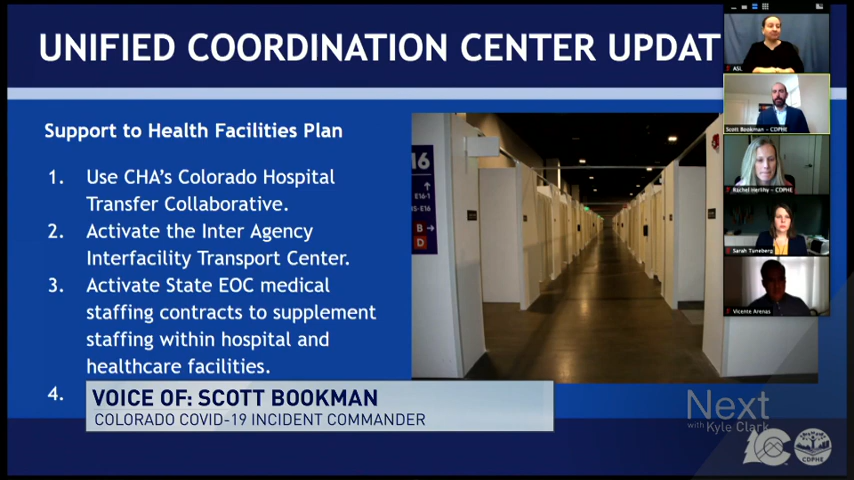 UNIFIED COORDINATION CENTER UPDAT
ASL
Scott Bookman - CDPHE
Support to Health Facilities Plan
1. Use CHA's Colorado Hospital
Transfer Collaborative.
2. Activate the Inter Agency
Interfacility Transport Center.
3. Activate State EOC medical
staffing contracts to supplement
staffing within hospital and
healthcare facilities.
4.
16
E16-1
B
D
Rachel Herlihy - CDPHE
Sarah Tuneberg
Vicente Arenas
VOICE OF: SCOTT BOOKMAN
COLORADO COVID-19 INCIDENT COMMANDER
Next
with Kyle Clark
CDPHE